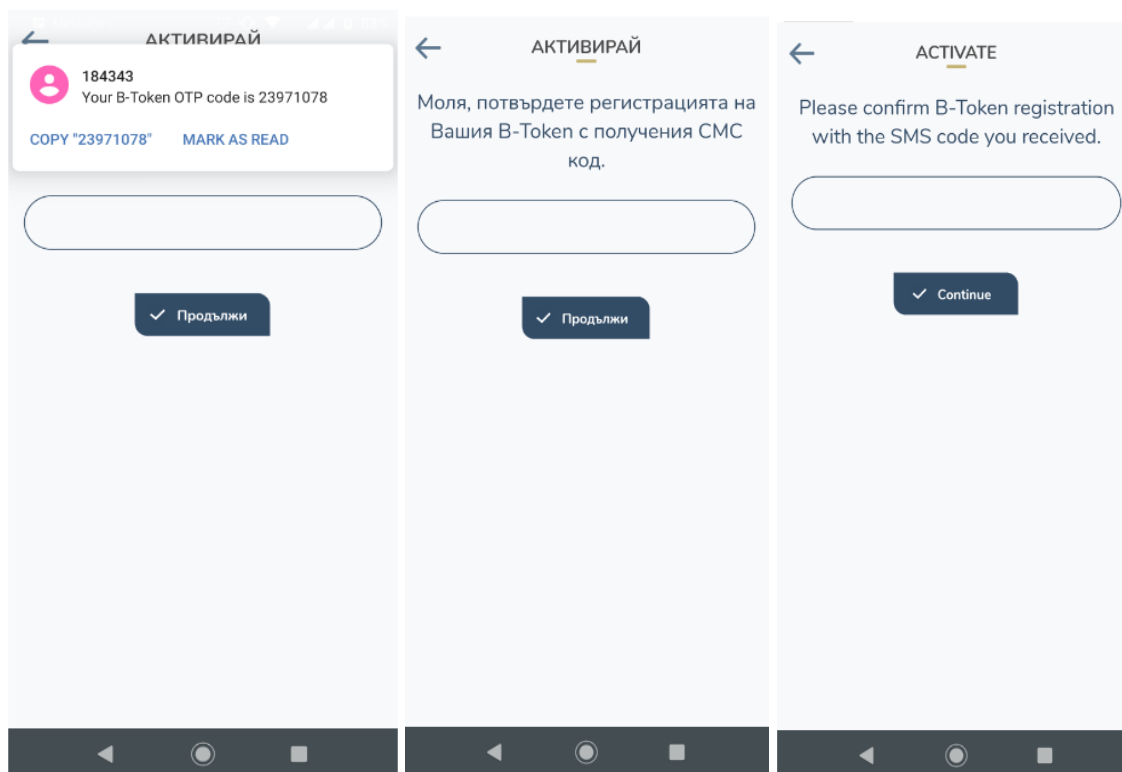 АКТИВИРАЙ
184343
Your B-Token OTP code is 23971078
COPY "23971078" MARK AS READ
Продължи
АКТИВИРАЙ
Моля, потвърдете регистрацията на
Вашия B-Token с получения СМС
код.
Продължи
ACTIVATE
Please confirm B-Token registration
with the SMS code you received.
Continue